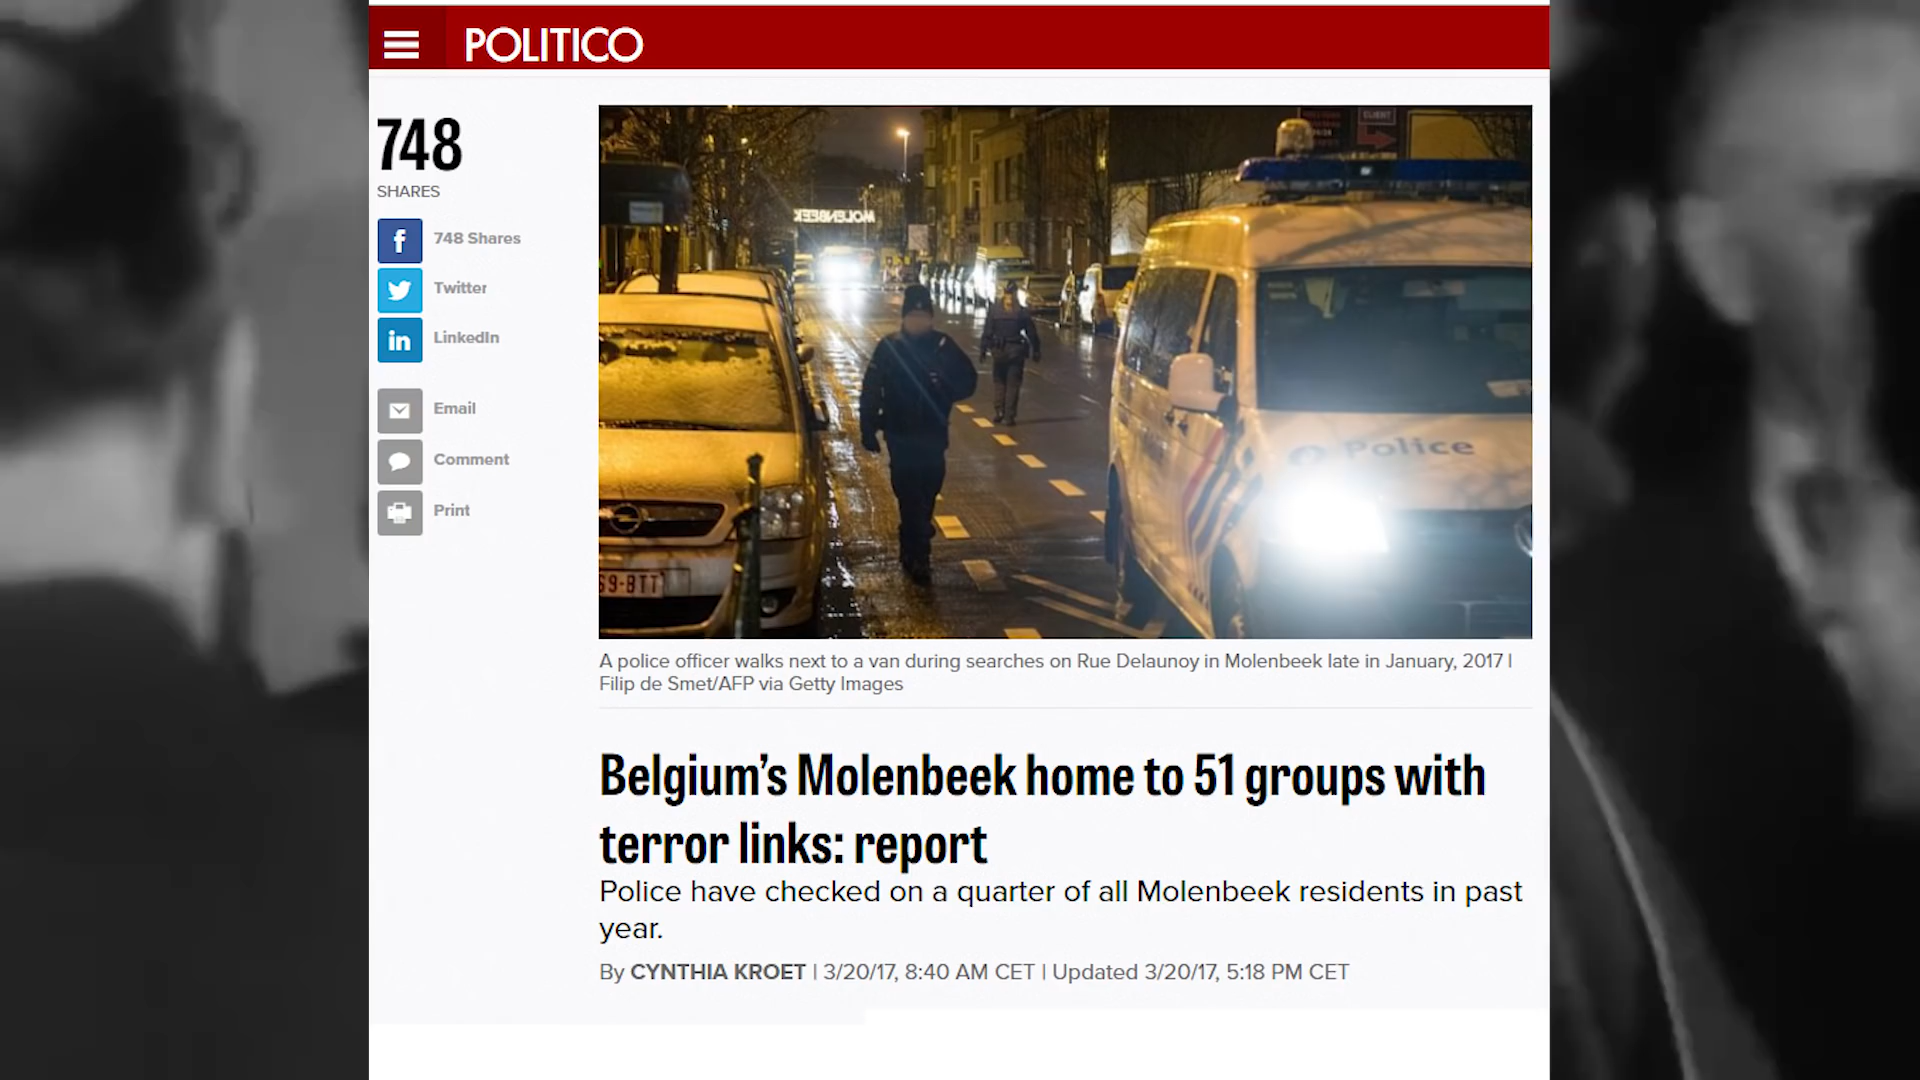 POLITICO
748
SHARES
f 748 Shares
Twitter
in LinkedIn
Email
Comment
Print
CLIENT
MOLENBEEK
Police
S9-BTT
A police officer walks next to a van during searches on Rue Delaunoy in Molenbeek late in January, 2017 |
Filip de Smet/AFP via Getty Images
Belgium's Molenbeek home to 51 groups with
terror links: report
Police have checked on a quarter of all Molenbeek residents in past
year.
By CYNTHIA KROET | 3/20/17, 8:40 AM CET | Updated 3/20/17, 5:18 PM CET